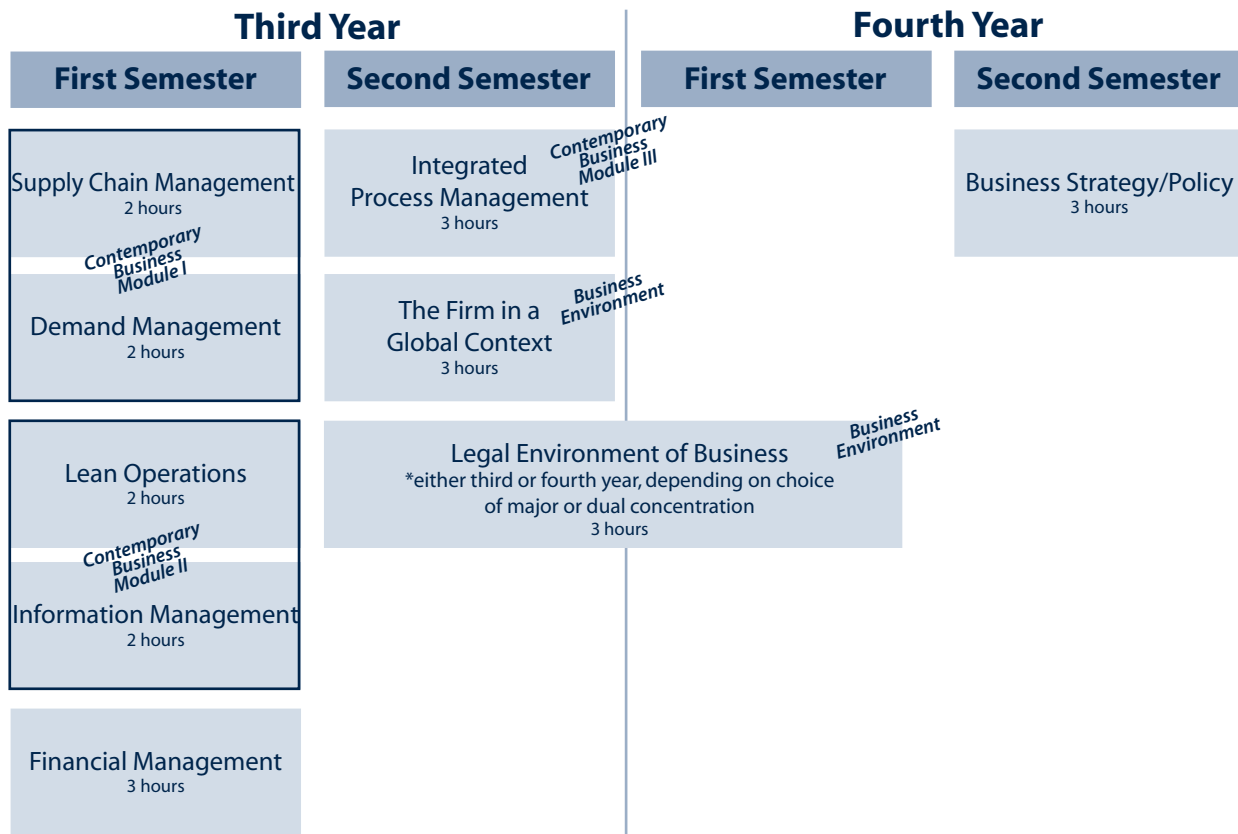 Third Year
Fourth Year
First Semester
Second Semester
First Semester
Second Semester
Supply Chain Management
2 hours
Contemporary
Business
Module I
Demand Management
2 hours
Integrated
Process Management
3 hours
Contemporary
Business
Module III
The Firm in a
Global Context
3 hours
Business
Environment
Business Strategy/Policy
3 hours
Lean Operations
2 hours
Contemporary
Business
Module II
Information Management
2 hours
Legal Environment of Business
*either third or fourth year, depending on choice
of major or dual concentration
3 hours
Business
Environment
Financial Management
3 hours